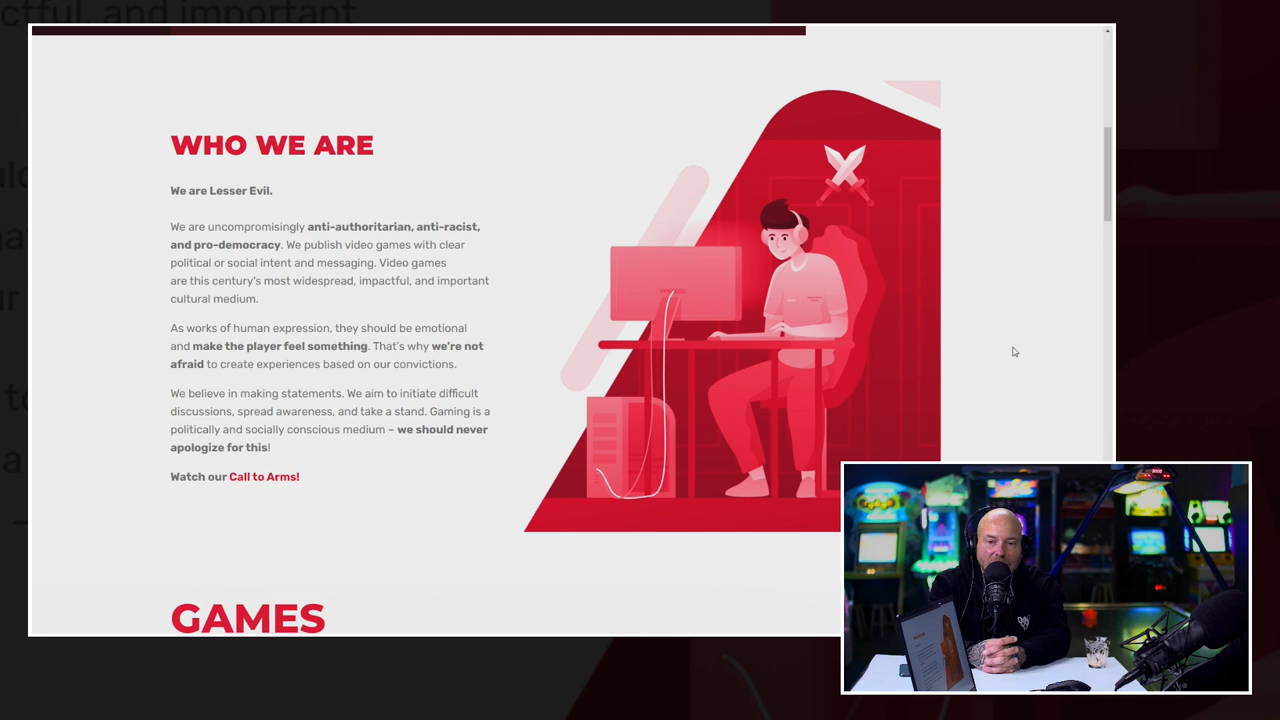 ctful, and important
WHO WE ARE
We are Lesser Evil.
We are uncompromisingly anti-authoritarian, anti-racist,
and pro-democracy. We publish video games with clear
political or social intent and messaging. Video games
are this century's most widespread, impactful, and important
cultural medium.
As works of human expression, they should be emotional
and make the player feel something. That's why we're not
afraid to create experiences based on our convictions.
We believe in making statements. We aim to initiate difficult
discussions, spread awareness, and take a stand. Gaming is a
politically and socially conscious medium – we should never
apologize for this!
Watch our Call to Arms!
GAMES